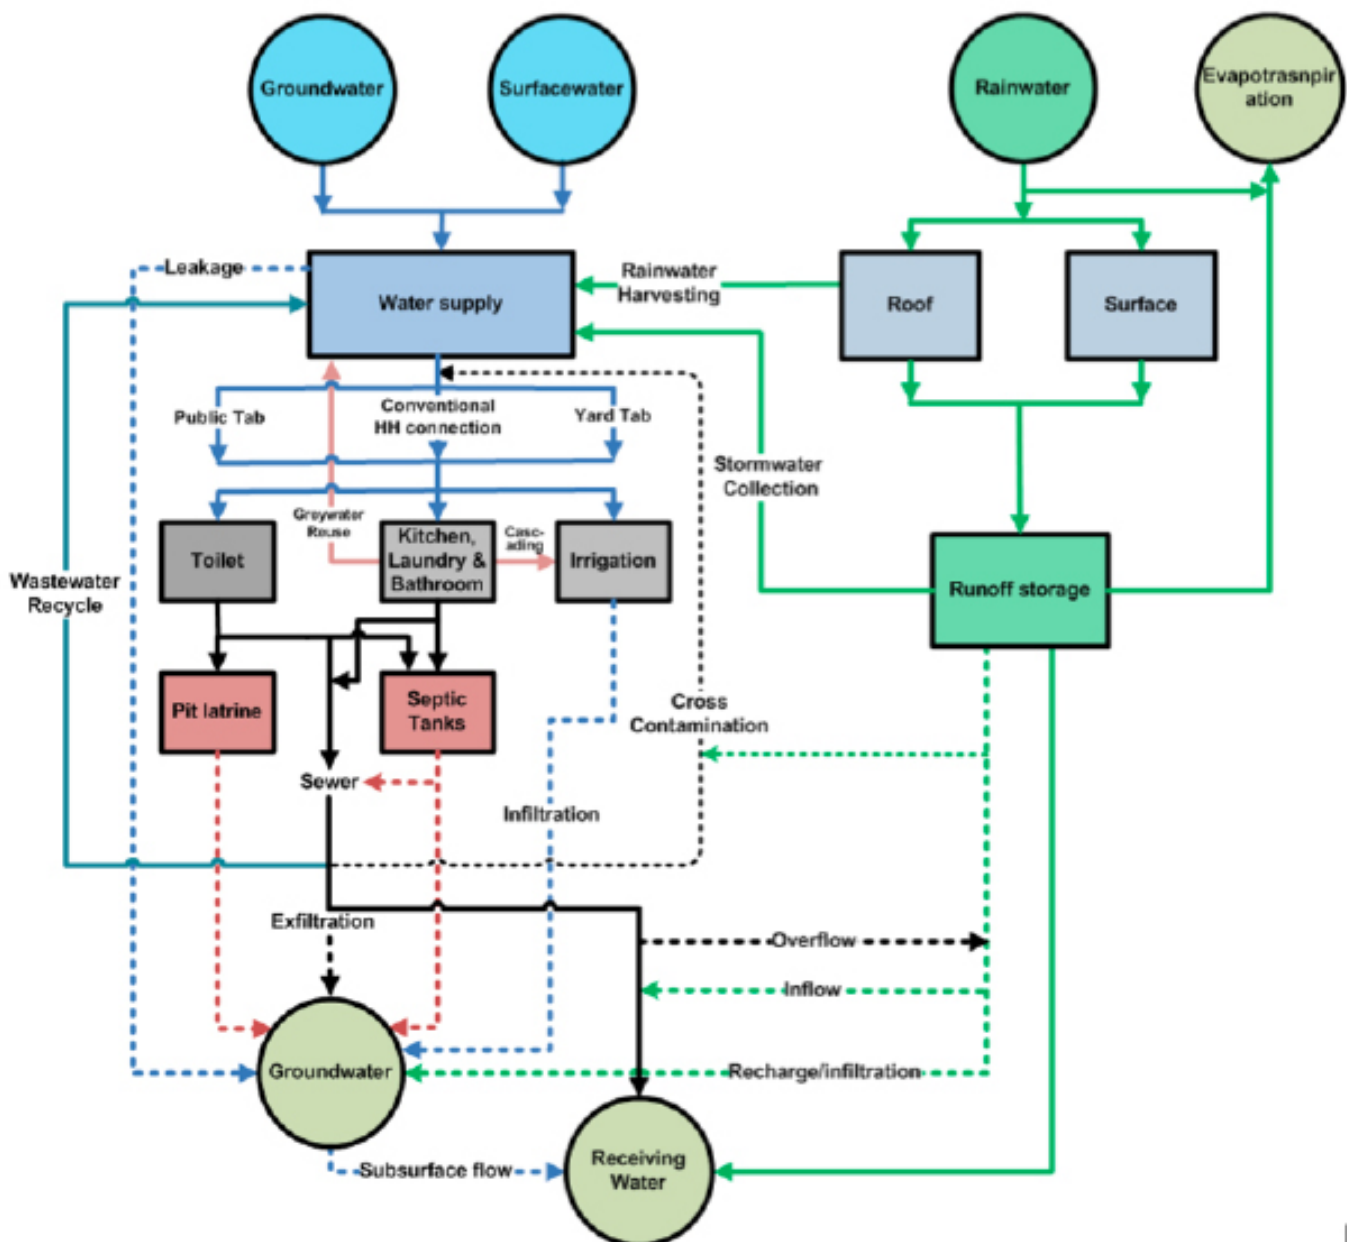 Groundwater
Surfacewater
Rainwater
Evapotrasnpir
ation
Leakage
Water supply
Rainwater
Harvesting
Roof
Surface
Public Tab
Conventional
HH connection
Yard Tab
Stormwater
Collection
Greywater
Reuse
Casc-
ading
Toilet
Kitchen,
Laundry &
Bathroom
Irrigation
Wastewater
Recycle
Runoff storage
Pit latrine
Septic
Tanks
Cross
Contamination
Sewer
Infiltration
Exfiltration
Overflow
Inflow
Groundwater
Recharge/infiltration
Subsurface flow
Receiving
Water